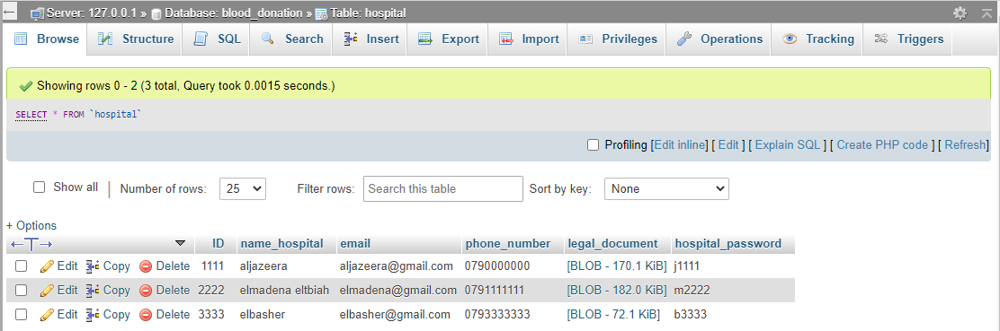 Server: 127.0.0.1 » Database: blood_donation » Table: hospital
Browse Structure SQL Search Insert Export Import Privileges Operations Tracking Triggers
Showing rows 0 - 2 (3 total, Query took 0.0015 seconds.)
SELECT * FROM `hospital`
Profiling [Edit inline] [ Edit ] [ Explain SQL ] [ Create PHP code ] [ Refresh]
Show all | Number of rows: 25 Filter rows: Search this table Sort by key: None
+ Options
←T→ ID name_hospital email phone_number legal_document hospital_password
Edit Copy Delete 1111 aljazeera aljazeera@gmail.com 0790000000 [BLOB - 170.1 KiB] j1111
Edit Copy Delete 2222 elmadena eltbiah elmadena@gmail.com 0791111111 [BLOB - 182.0 KiB] m2222
Edit Copy Delete 3333 elbasher elbasher@gmail.com 0793333333 [BLOB - 72.1 KiB] b3333